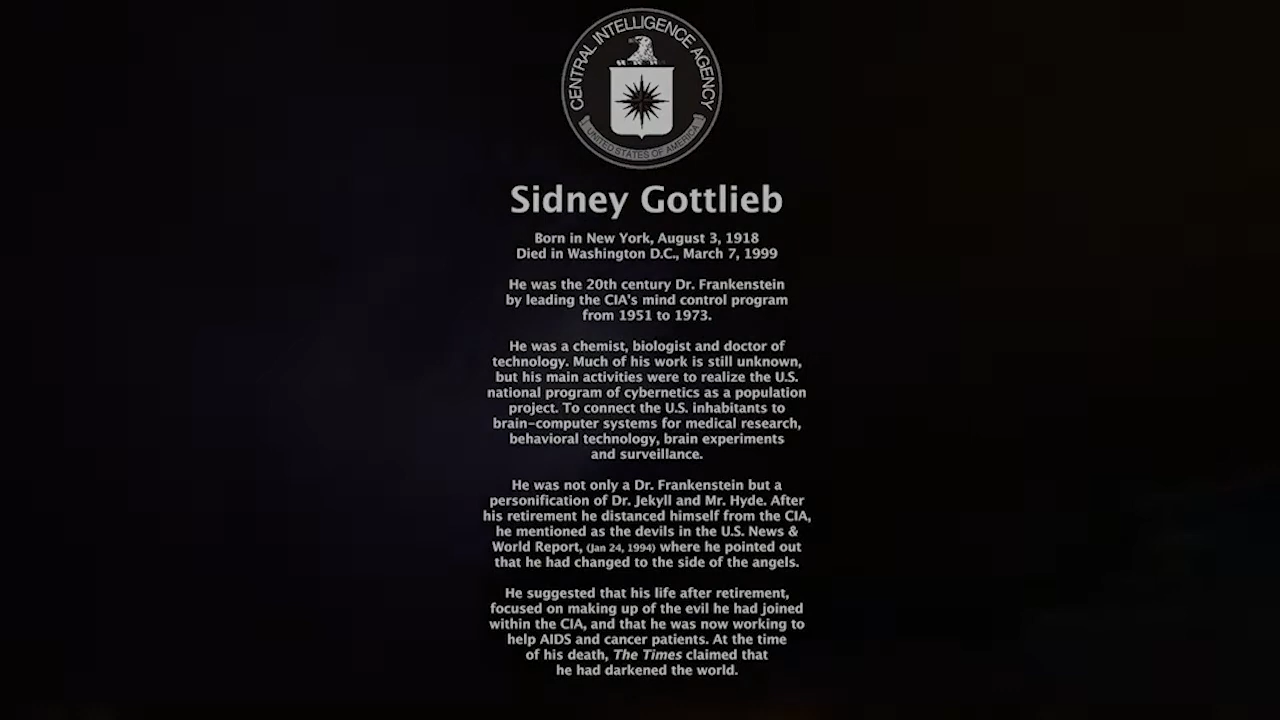 CENTRAL INTELLIGENCE AGENCY
UNITED STATES OF AMERICA
Sidney Gottlieb
Born in New York, August 3, 1918
Died in Washington D.C., March 7, 1999
He was the 20th century Dr. Frankenstein
by leading the CIA's mind control program
from 1951 to 1973.
He was a chemist, biologist and doctor of
technology. Much of his work is still unknown,
but his main activities were to realize the U.S.
national program of cybernetics as a population
project. To connect the U.S. inhabitants to
brain-computer systems for medical research,
behavioral technology, brain experiments
and surveillance.
He was not only a Dr. Frankenstein but a
personification of Dr. Jekyll and Mr. Hyde. After
his retirement he distanced himself from the CIA,
he mentioned as the devils in the U.S. News &
World Report, (Jan 24, 1994) where he pointed out
that he had changed to the side of the angels.
He suggested that his life after retirement,
focused on making up of the evil he had joined
within the CIA, and that he was now working to
help AIDS and cancer patients. At the time
of his death, The Times claimed that
he had darkened the world.